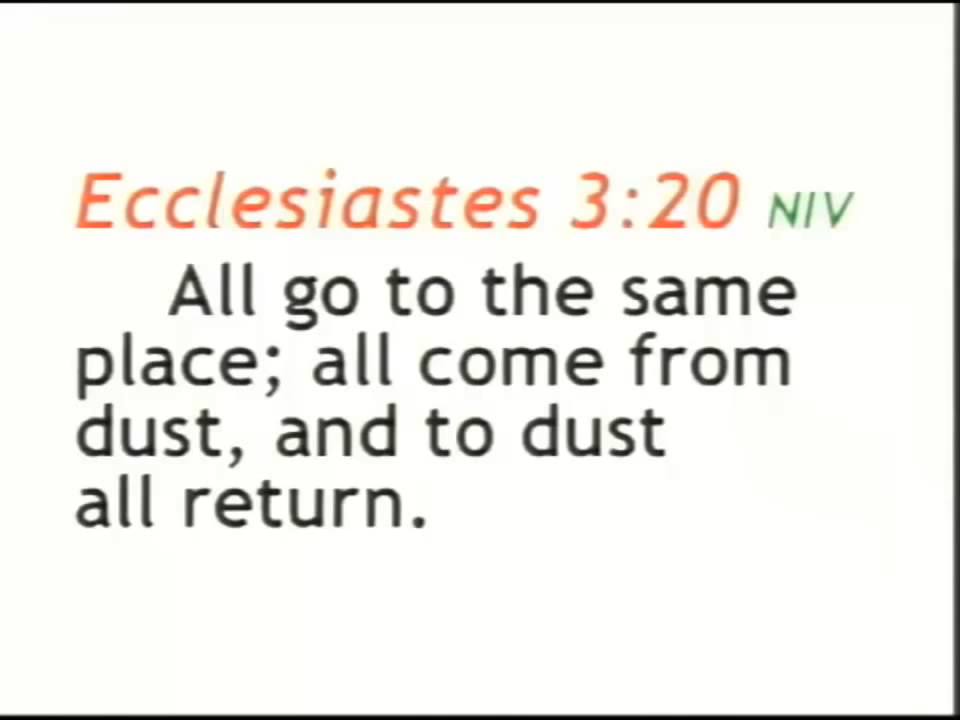 Ecclesiastes 3:20 NIV
All go to the same
place; all come from
dust, and to dust
all return.